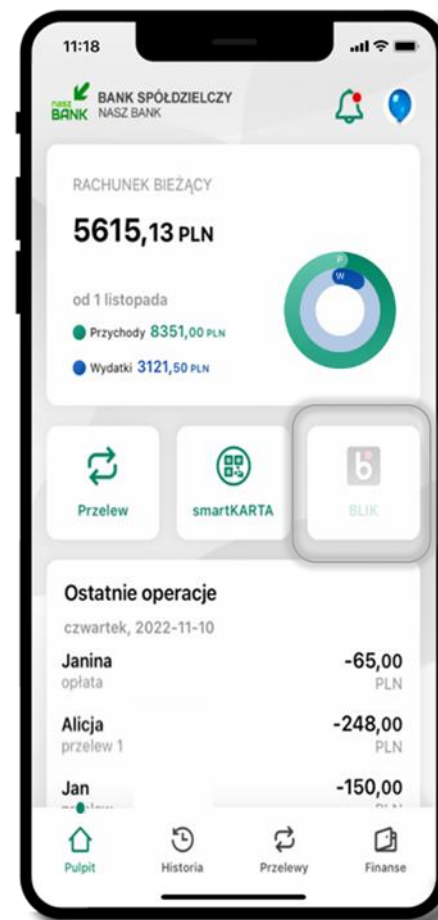 11:18
nasz BANK
BANK SPÓŁDZIELCZY
NASZ BANK
RACHUNEK BIEŻĄCY
5615,13 PLN
od 1 listopada
P
W
Przychody 8351,00 PLN
Wydatki 3121,50 PLN
Przelew
smartKARTA
b
BLIK
Ostatnie operacje
czwartek, 2022-11-10
Janina -65,00
opłata PLN
Alicja -248,00
przelew 1 PLN
Jan -150,00
Pulpit
Historia
Przelewy
Finanse